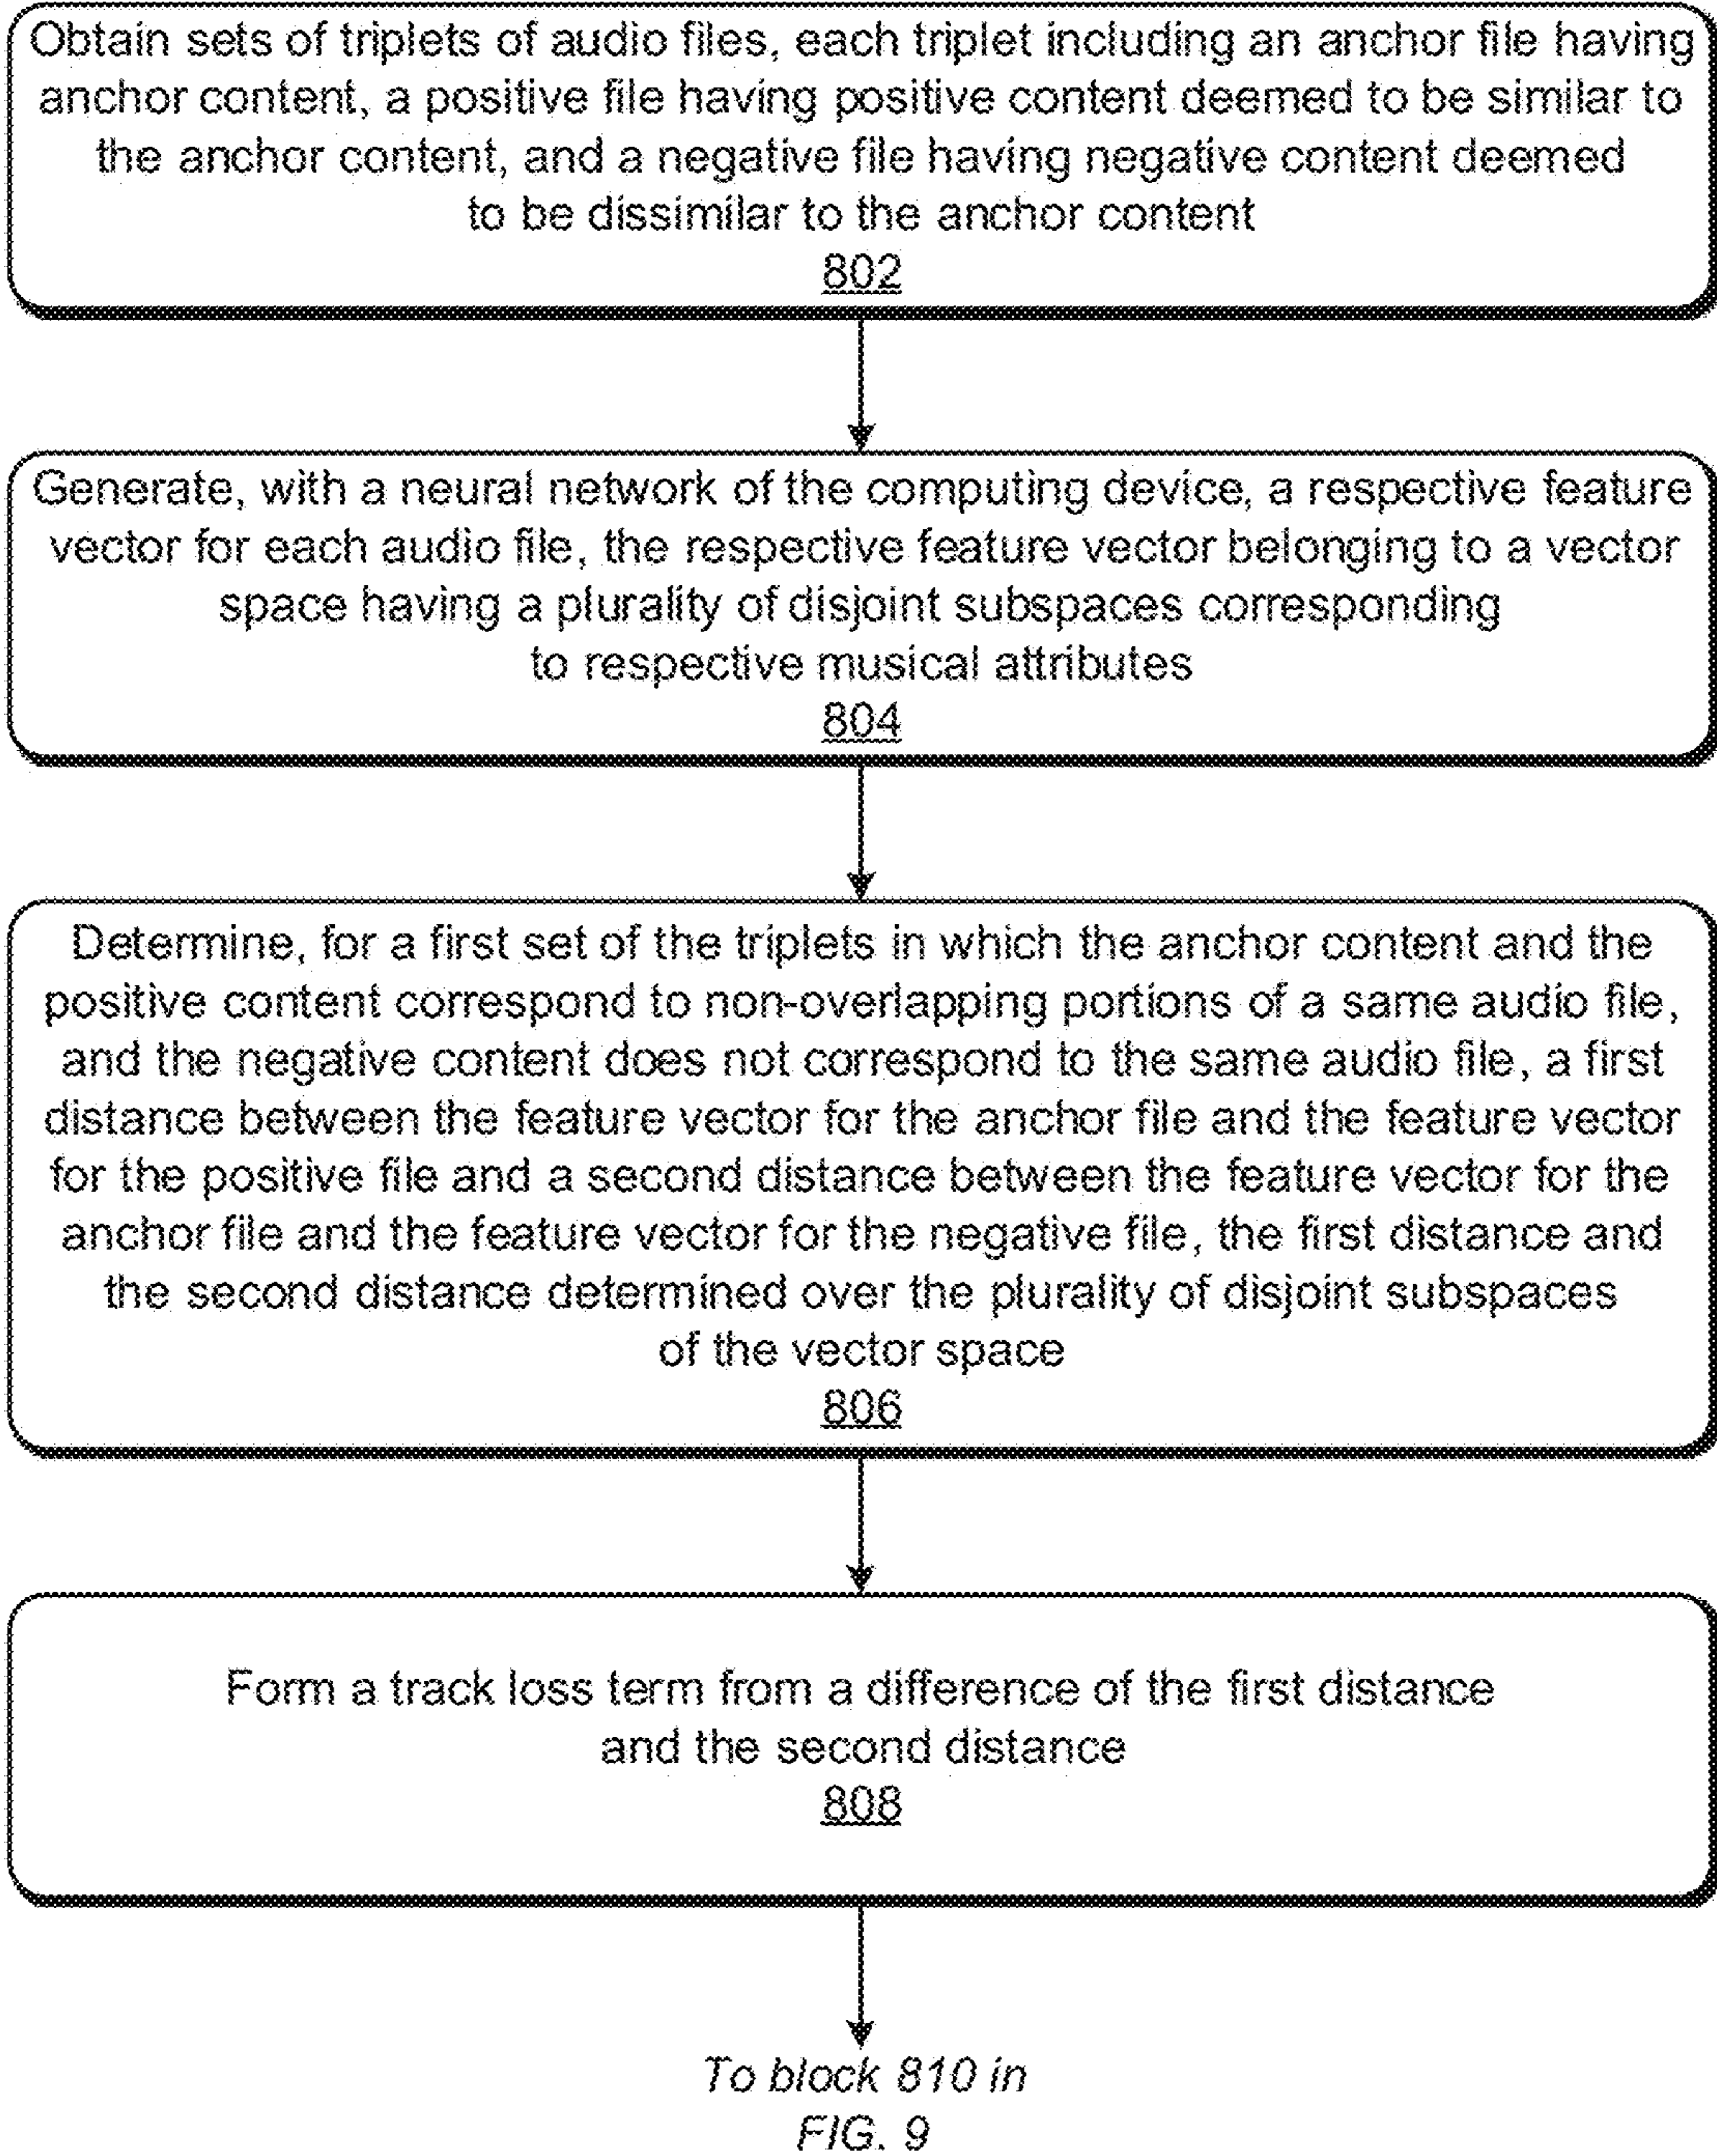 Obtain sets of triplets of audio files, each triplet including an anchor file having
anchor content, a positive file having positive content deemed to be similar to
the anchor content, and a negative file having negative content deemed
to be dissimilar to the anchor content
802
Generate, with a neural network of the computing device, a respective feature
vector for each audio file, the respective feature vector belonging to a vector
space having a plurality of disjoint subspaces corresponding
to respective musical attributes
804
Determine, for a first set of the triplets in which the anchor content and the
positive content correspond to non-overlapping portions of a same audio file,
and the negative content does not correspond to the same audio file, a first
distance between the feature vector for the anchor file and the feature vector
for the positive file and a second distance between the feature vector for the
anchor file and the feature vector for the negative file, the first distance and
the second distance determined over the plurality of disjoint subspaces
of the vector space
806
Form a track loss term from a difference of the first distance
and the second distance
808
To block 810 in
FIG. 9